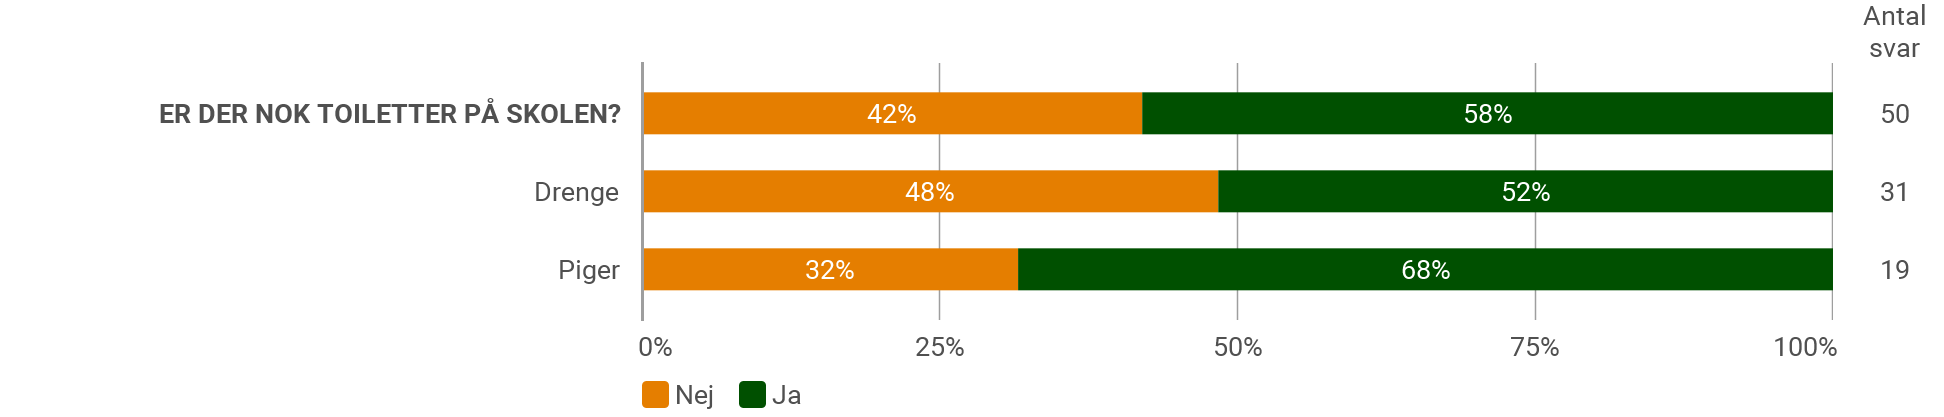 Antal
svar
ER DER NOK TOILETTER PÅ SKOLEN? 42% 58% 50
Drenge 48% 52% 31
Piger 32% 68% 19
0% 25% 50% 75% 100%
Nej Ja